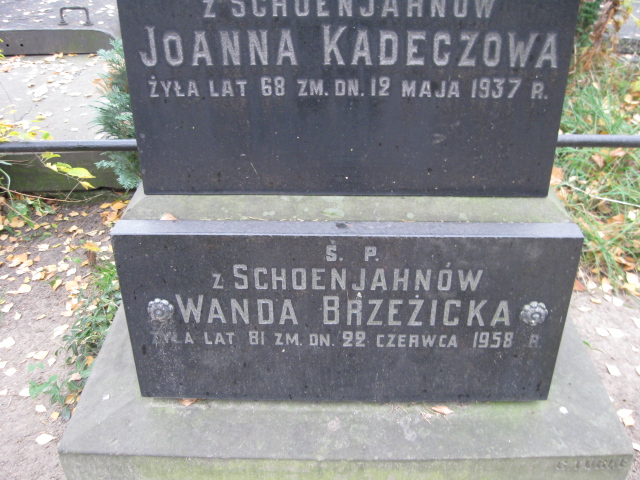 z SCHOENJAHNÓW
JOANNA KADECZOWA
ŻYŁA LAT 68 ZM. DN. 12 MAJA 1937 R.
Ś. P.
z SCHOENJAHNÓW
WANDA BRZEŻICKA
ŻYŁA LAT 81 ZM. DN. 22 CZERWCA 1958 R